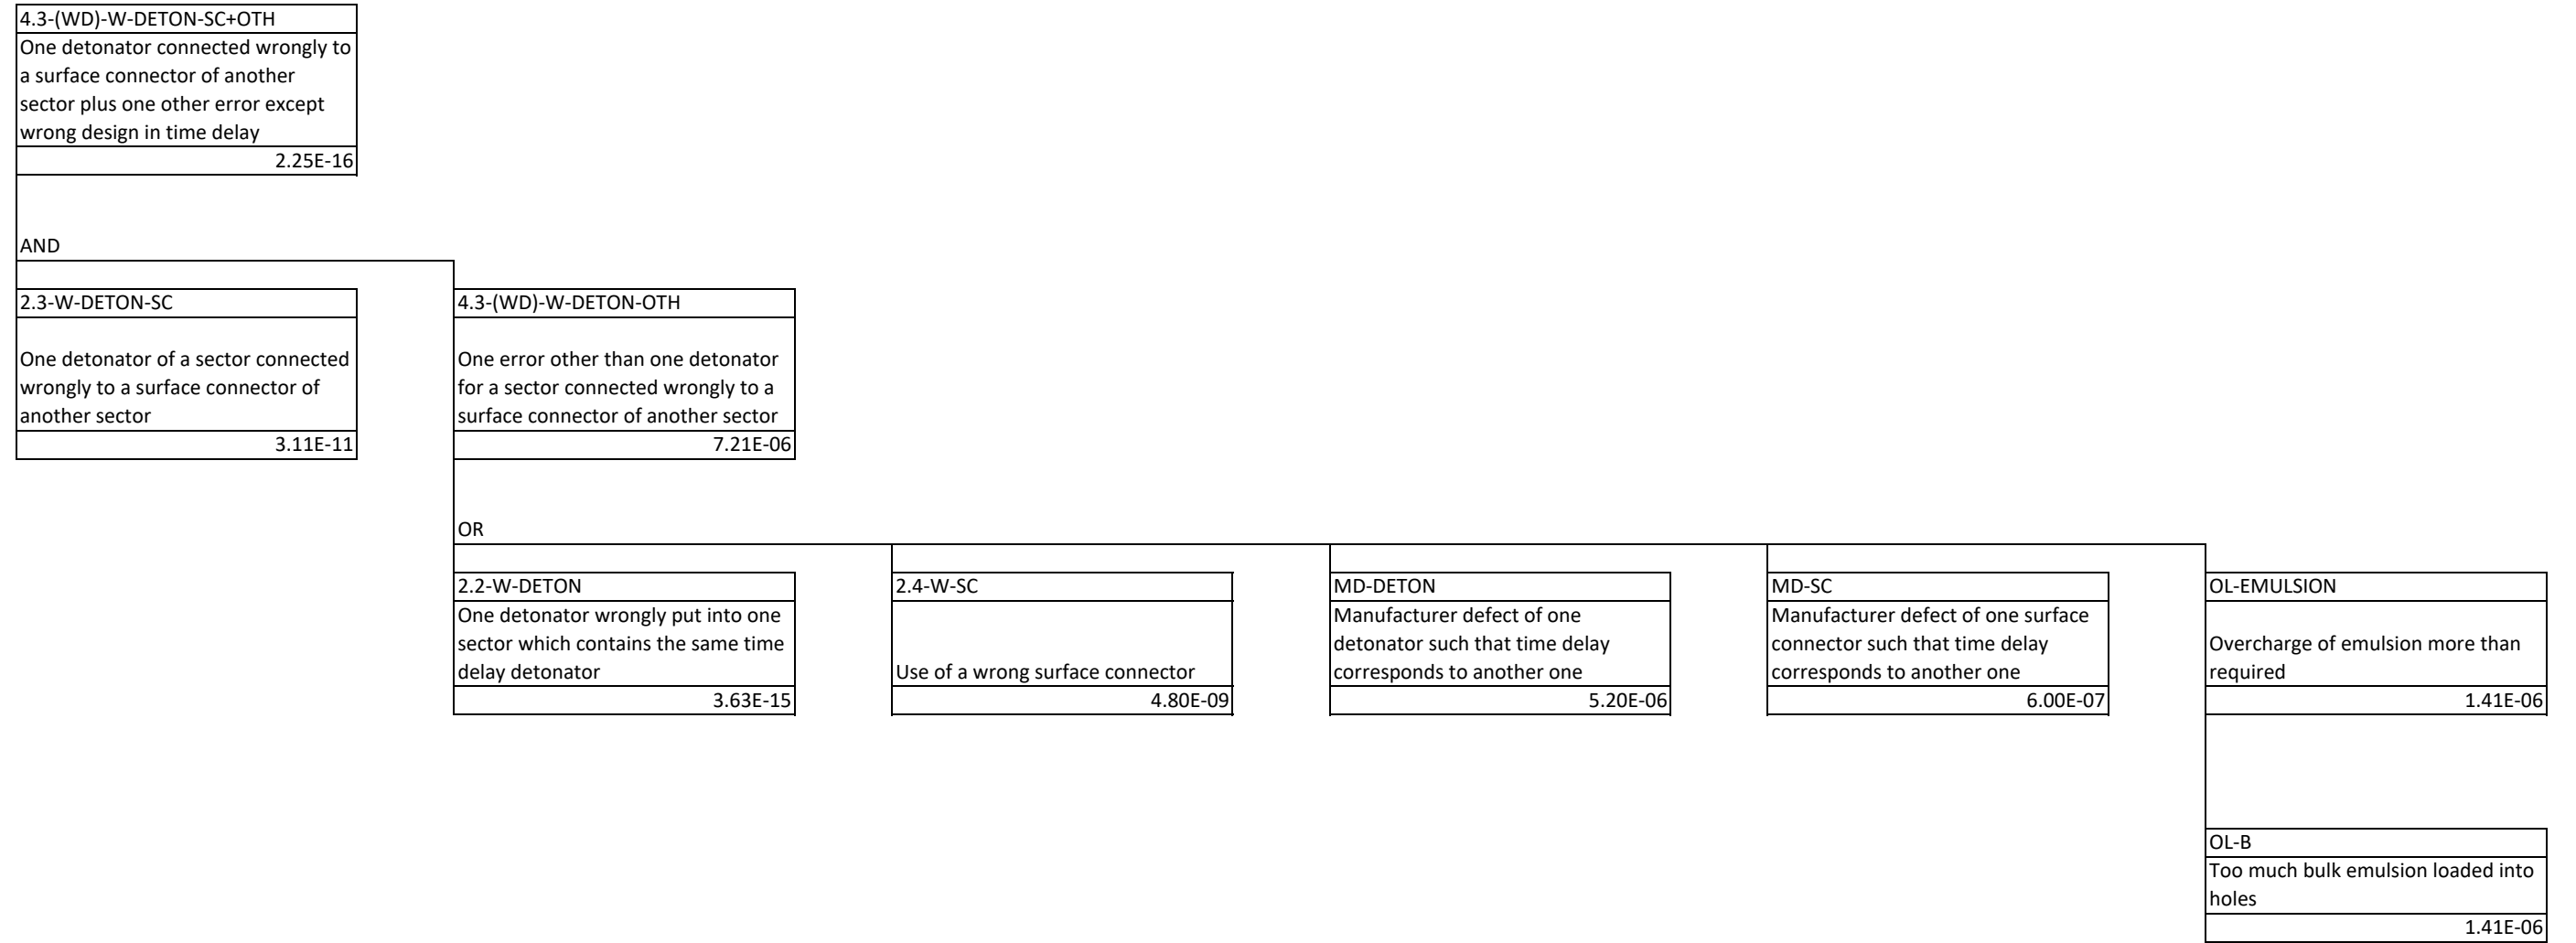 4.3-(WD)-W-DETON-SC+OTH
One detonator connected wrongly to
a surface connector of another
sector plus one other error except
wrong design in time delay
2.25E-16
AND
2.3-W-DETON-SC
One detonator of a sector connected
wrongly to a surface connector of
another sector
3.11E-11
4.3-(WD)-W-DETON-OTH
One error other than one detonator
for a sector connected wrongly to a
surface connector of another sector
7.21E-06
OR
2.2-W-DETON
One detonator wrongly put into one
sector which contains the same time
delay detonator
3.63E-15
2.4-W-SC
Use of a wrong surface connector
4.80E-09
MD-DETON
Manufacturer defect of one
detonator such that time delay
corresponds to another one
5.20E-06
MD-SC
Manufacturer defect of one surface
connector such that time delay
corresponds to another one
6.00E-07
OL-EMULSION
Overcharge of emulsion more than
required
1.41E-06
OL-B
Too much bulk emulsion loaded into
holes
1.41E-06